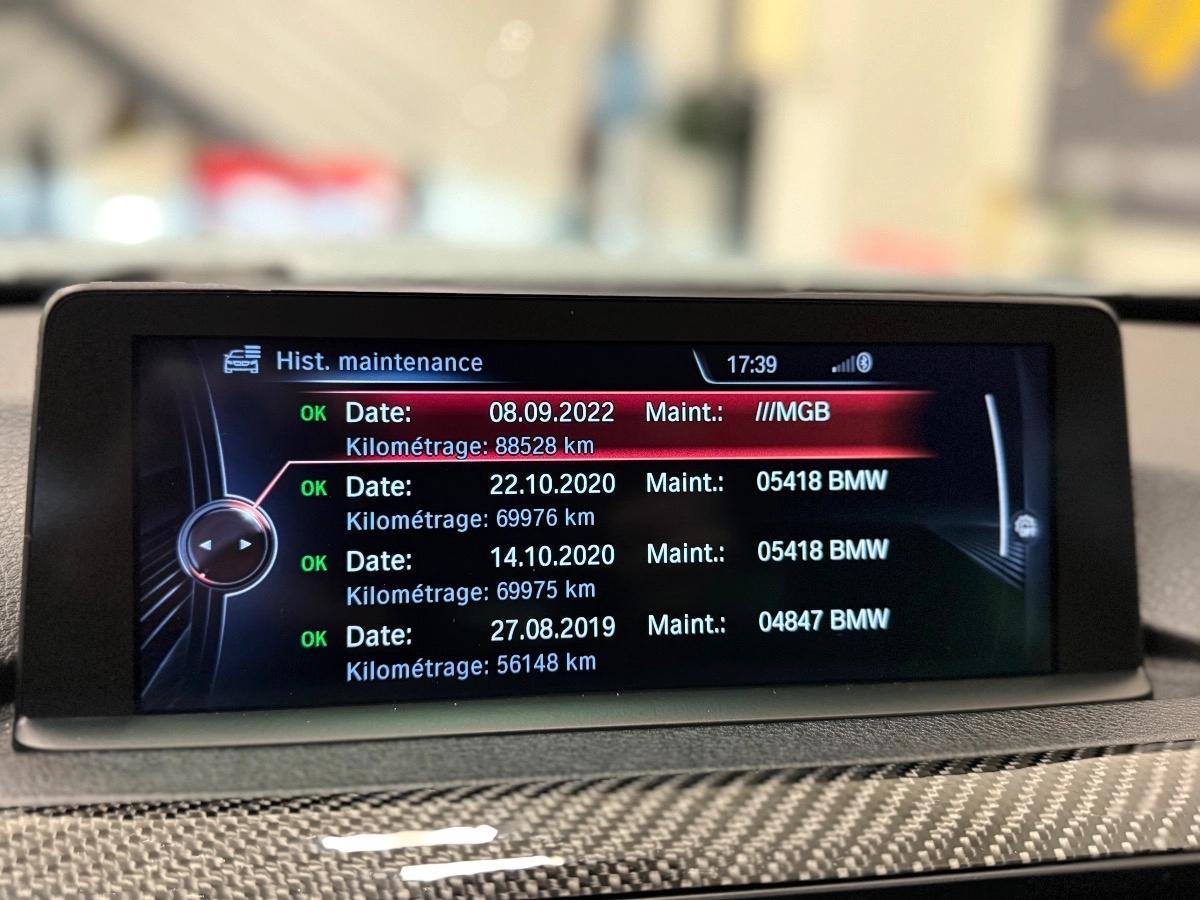 Hist. maintenance 17:39
OK Date: 08.09.2022 Maint.: ///MGB
Kilométrage: 88528 km
OK Date: 22.10.2020 Maint.: 05418 BMW
Kilométrage: 69976 km
OK Date: 14.10.2020 Maint.: 05418 BMW
Kilométrage: 69975 km
OK Date: 27.08.2019 Maint.: 04847 BMW
Kilométrage: 56148 km